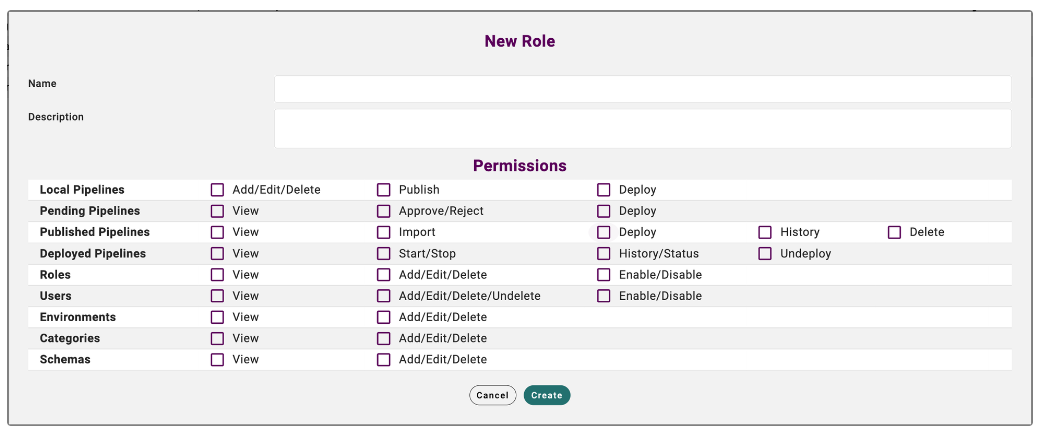 New Role
Name
Description
Permissions
Local Pipelines Add/Edit/Delete Publish Deploy
Pending Pipelines View Approve/Reject Deploy
Published Pipelines View Import Deploy History Delete
Deployed Pipelines View Start/Stop History/Status Undeploy
Roles View Add/Edit/Delete Enable/Disable
Users View Add/Edit/Delete/Undelete Enable/Disable
Environments View Add/Edit/Delete
Categories View Add/Edit/Delete
Schemas View Add/Edit/Delete
Cancel Create